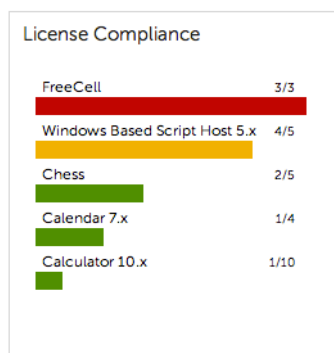 License Compliance
FreeCell 3/3
Windows Based Script Host 5.x 4/5
Chess 2/5
Calendar 7.x 1/4
Calculator 10.x 1/10